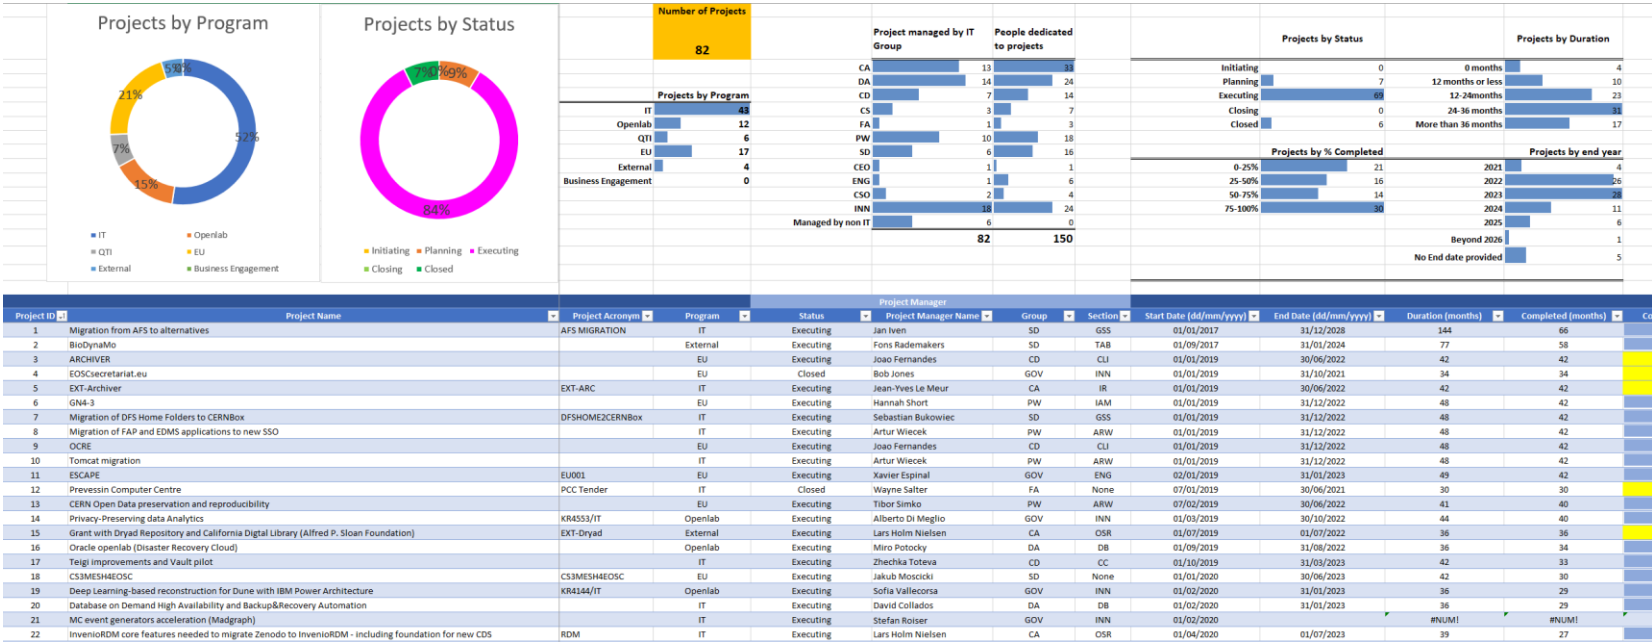 Projects by Program
21%
5%
52%
7%
15%
IT
Openlab
QTI
EU
External
Business Engagement
Projects by Status
7%
0%
9%
84%
Initiating Planning Executing
Closing Closed
Number of Projects
82
Projects by Program
IT 43
Openlab 12
QTI 6
EU 17
External 4
Business Engagement 0
Project managed by IT Group People dedicated to projects
CA 13 33
DA 14 24
CD 7 14
CS 3 7
FA 1 3
PW 10 18
SD 6 16
CEO 1 1
ENG 1 6
CSO 2 4
INN 18 24
Managed by non IT 6 0
82 150
Projects by Status
Initiating 0
Planning 7
Executing 69
Closing 0
Closed 6
Projects by % Completed
0-25% 21
25-50% 16
50-75% 14
75-100% 30
Projects by Duration
0 months 4
12 months or less 10
12-24months 23
24-36 months 31
More than 36 months 17
Projects by end year
2021 4
2022 26
2023 28
2024 11
2025 6
Beyond 2026 1
No End date provided 5
Project Manager
Project ID Project Name Project Acronym Program Status Project Manager Name Group Section Start Date (dd/mm/yyyy) End Date (dd/mm/yyyy) Duration (months) Completed (months) Co
1 Migration from AFS to alternatives AFS MIGRATION IT Executing Jan Iven SD GSS 01/01/2017 31/12/2028 144 66
2 BioDynaMo External Executing Fons Rademakers SD TAB 01/09/2017 31/01/2024 77 58
3 ARCHIVER EU Executing Joao Fernandes CD CLI 01/01/2019 30/06/2022 42 42
4 EOSCsecretariat.eu EU Closed Bob Jones GOV INN 01/01/2019 31/10/2021 34 34
5 EXT-Archiver EXT-ARC IT Executing Jean-Yves Le Meur CA IR 01/01/2019 30/06/2022 42 42
6 GN4-3 EU Executing Hannah Short PW IAM 01/01/2019 31/12/2022 48 42
7 Migration of DFS Home Folders to CERNBox DFSHOME2CERNBox IT Executing Sebastian Bukowiec SD GSS 01/01/2019 31/12/2022 48 42
8 Migration of FAP and EDMS applications to new SSO IT Executing Artur Wiecek PW ARW 01/01/2019 31/12/2022 48 42
9 OCRE EU Executing Joao Fernandes CD CLI 01/01/2019 31/12/2022 48 42
10 Tomcat migration IT Executing Artur Wiecek PW ARW 01/01/2019 31/12/2022 48 42
11 ESCAPE EU001 EU Executing Xavier Espinal GOV ENG 02/01/2019 31/01/2023 49 42
12 Prevessin Computer Centre PCC Tender IT Closed Wayne Salter FA None 07/01/2019 30/06/2021 30 30
13 CERN Open Data preservation and reproducibility EU Executing Tibor Simko PW ARW 07/02/2019 30/06/2022 41 40
14 Privacy-Preserving data Analytics KR4553/IT Openlab Executing Alberto Di Meglio GOV INN 01/03/2019 30/10/2022 44 40
15 Grant with Dryad Repository and California Digtal Library (Alfred P. Sloan Foundation) EXT-Dryad External Executing Lars Holm Nielsen CA OSR 01/07/2019 01/07/2022 36 36
16 Oracle openlab (Disaster Recovery Cloud) Openlab Executing Miro Potocky DA DB 01/09/2019 31/08/2022 36 34
17 Teigi improvements and Vault pilot IT Executing Zhechka Toteva CD CC 01/10/2019 31/03/2023 42 33
18 CS3MESH4EOSC CS3MESH4EOSC EU Executing Jakub Moscicki SD None 01/01/2020 30/06/2023 42 30
19 Deep Learning-based reconstruction for Dune with IBM Power Architecture KR4144/IT Openlab Executing Sofia Vallecorsa GOV INN 01/02/2020 31/01/2023 36 29
20 Database on Demand High Availability and Backup&Recovery Automation IT Executing David Collados DA DB 01/02/2020 31/01/2023 36 29
21 MC event generators acceleration (Madgraph) IT Executing Stefan Roiser GOV INN 01/02/2020 #NUM! #NUM!
22 InvenioRDM core features needed to migrate Zenodo to InvenioRDM - including foundation for new CDS RDM IT Executing Lars Holm Nielsen CA OSR 01/04/2020 01/07/2023 39 27